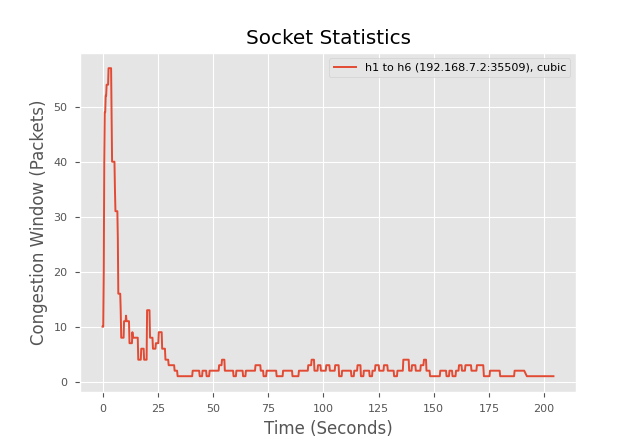 Socket Statistics
h1 to h6 (192.168.7.2:35509), cubic
Congestion Window (Packets)
50
40
30
20
10
0
0 25 50 75 100 125 150 175 200
Time (Seconds)